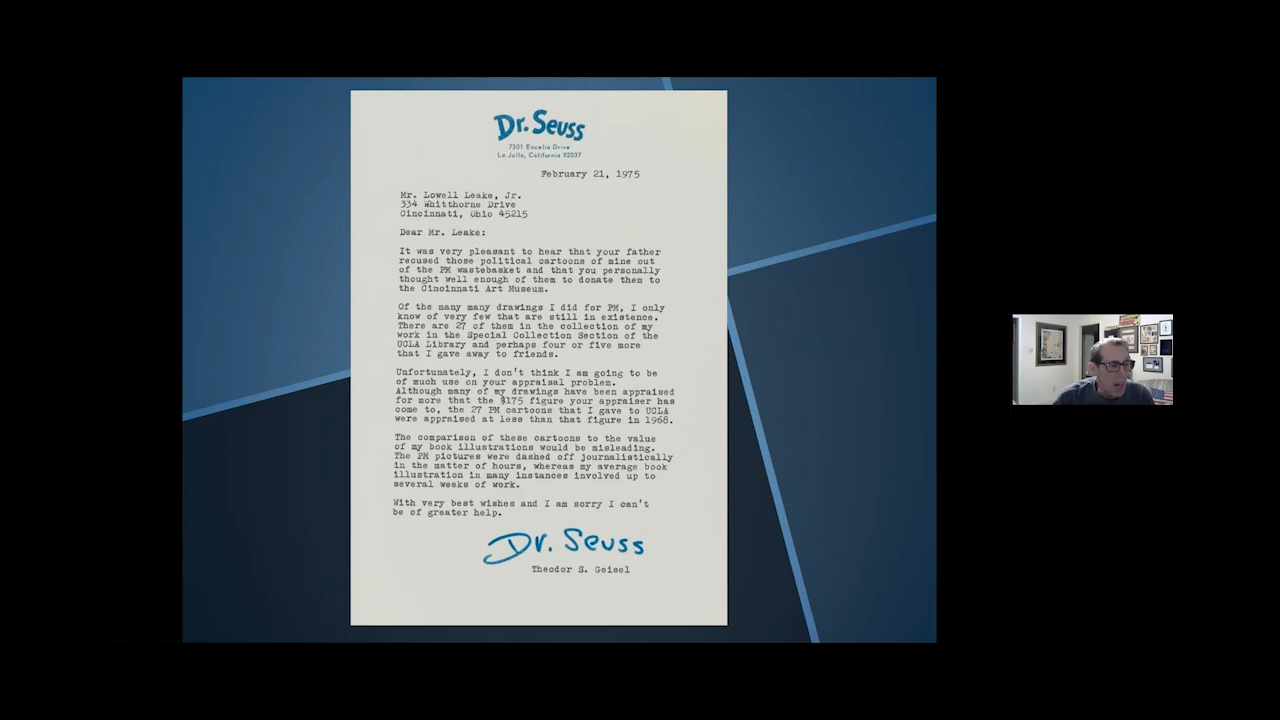 Dr. Seuss
7301 Encelia Drive
La Jolla, California 92037
February 21, 1975
Mr. Lowell Leake, Jr.
334 Whitthorne Drive
Cincinnati, Ohio 45215
Dear Mr. Leake:
It was very pleasant to hear that your father
recused those political cartoons of mine out
of the PM wastebasket and that you personally
thought well enough of them to donate them to
the Cincinnati Art Museum.
Of the many many drawings I did for PM, I only
know of very few that are still in existence.
There are 27 of them in the collection of my
work in the Special Collection Section of the
UCLA Library and perhaps four or five more
that I gave away to friends.
Unfortunately, I don't think I am going to be
of much use on your appraisal problem.
Although many of my drawings have been appraised
for more that the $175 figure your appraiser has
come to, the 27 PM cartoons that I gave to UCLA
were appraised at less than that figure in 1968.
The comparison of these cartoons to the value
of my book illustrations would be misleading.
The PM pictures were dashed off journalistically
in the matter of hours, whereas my average book
illustration in many instances involved up to
several weeks of work.
With very best wishes and I am sorry I can't
be of greater help.
Dr. Seuss
Theodor S. Geisel